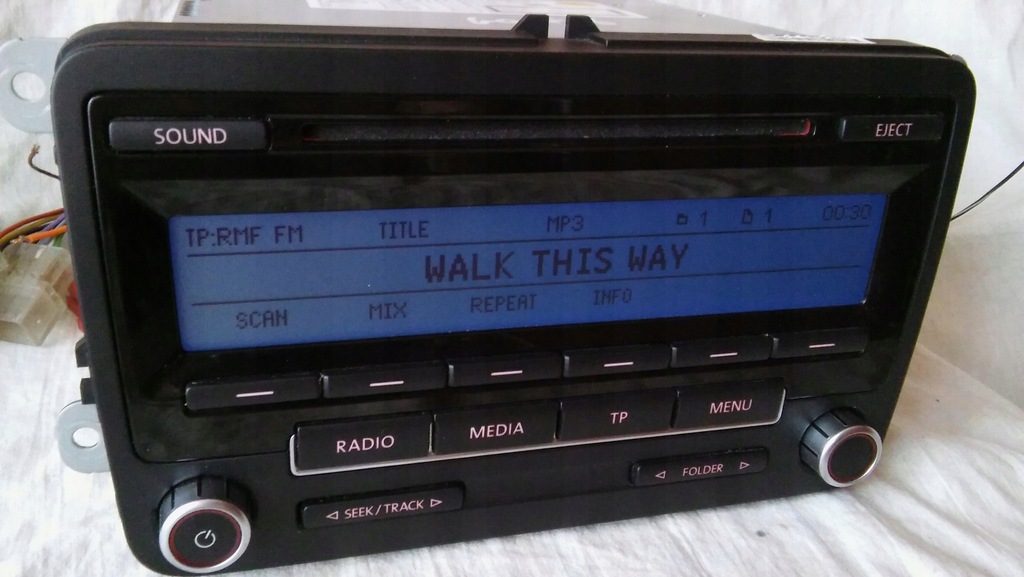 SOUND EJECT
TP:RMF FM TITLE MP3 1 1 00:30
WALK THIS WAY
SCAN MIX REPEAT INFO
RADIO MEDIA TP MENU
◁ SEEK/TRACK ▷ ◁ FOLDER ▷